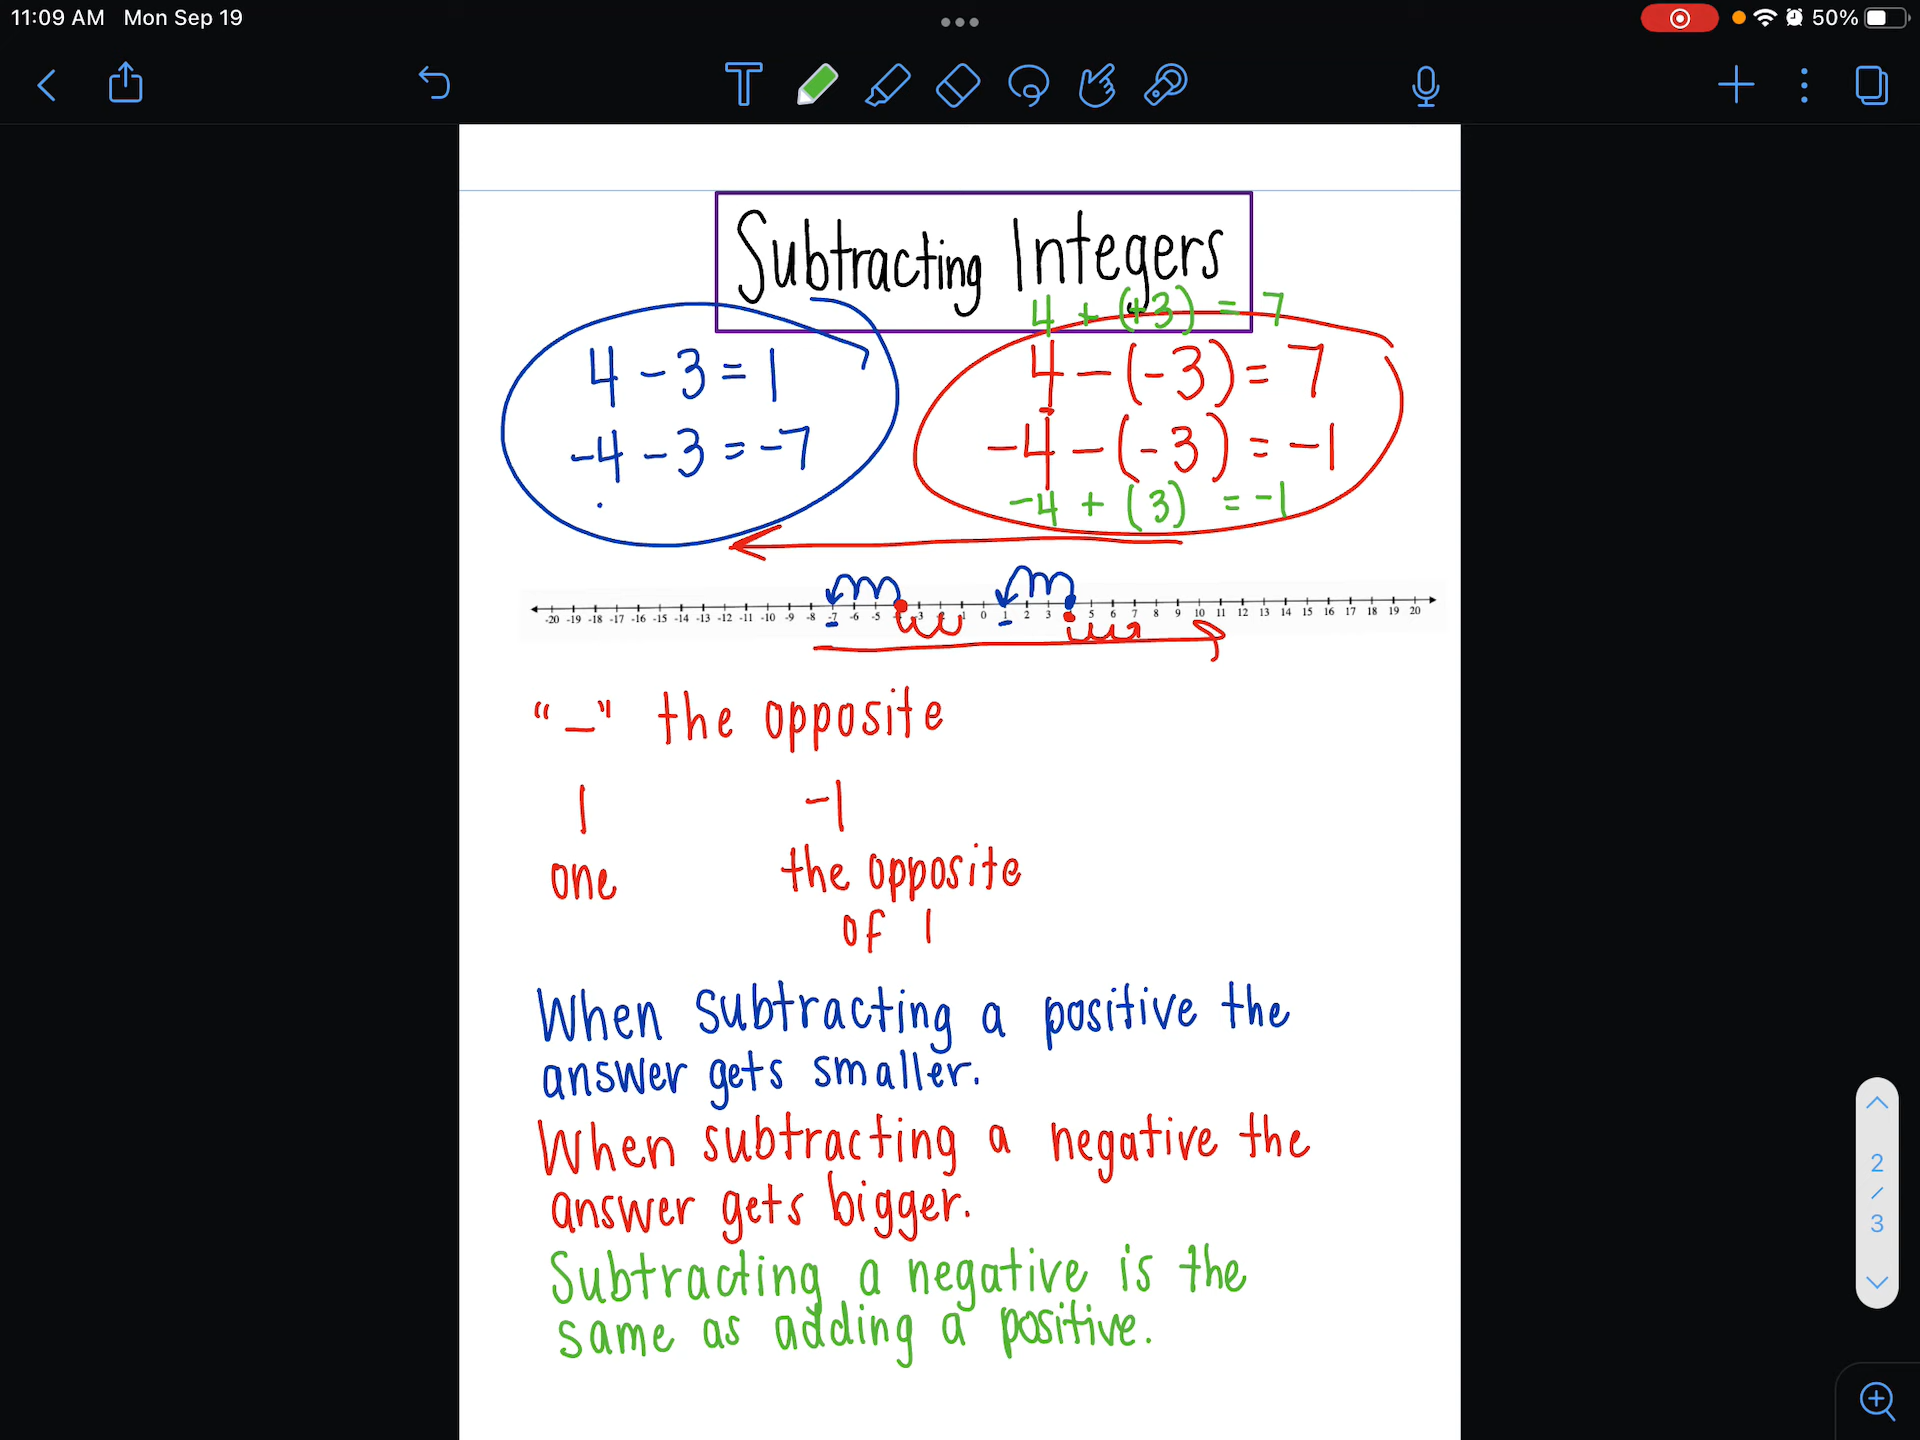 11:09 AM Mon Sep 19
50%
T
Subtracting Integers
4 + (+3) = 7
4 - 3 = 1
4 - (-3) = 7
-4 - 3 = -7
-4 - (-3) = -1
-4 + (3) = -1
-20 -19 -18 -17 -16 -15 -14 -13 -12 -11 -10 -9 -8 -7 -6 -5 -3 1 0 1 2 3 5 6 7 8 9 10 11 12 13 14 15 16 17 18 19 20
"-" the opposite
1 -1
one the opposite
of 1
When subtracting a positive the
answer gets smaller.
When subtracting a negative the
answer gets bigger.
Subtracting a negative is the
same as adding a positive.
2
/
3